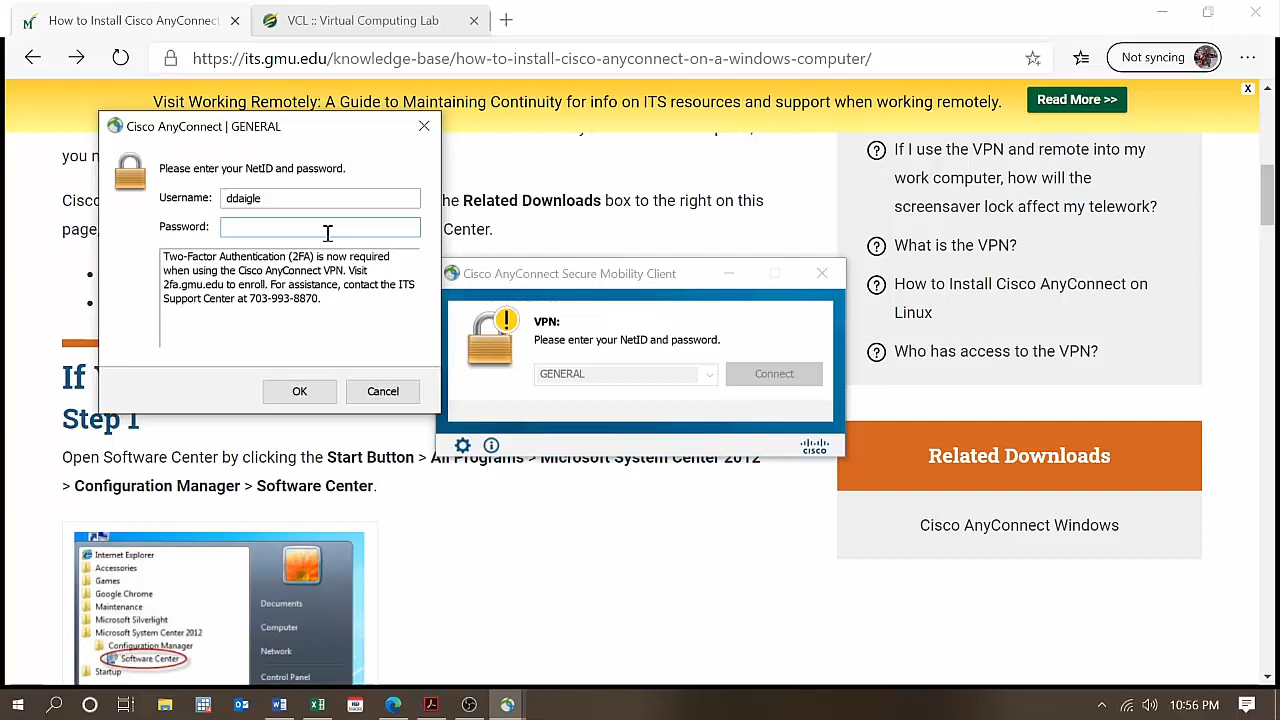 How to Install Cisco AnyConnect
VCL :: Virtual Computing Lab
https://its.gmu.edu/knowledge-base/how-to-install-cisco-anyconnect-on-a-windows-computer/
Not syncing
Visit Working Remotely: A Guide to Maintaining Continuity for info on ITS resources and support when working remotely.
Read More >>
X
Cisco AnyConnect | GENERAL
Please enter your NetID and password.
Username: ddaigle
Password:
Two-Factor Authentication (2FA) is now required
when using the Cisco AnyConnect VPN. Visit
2fa.gmu.edu to enroll. For assistance, contact the ITS
Support Center at 703-993-8870.
OK
Cancel
Cisco AnyConnect Secure Mobility Client
VPN:
Please enter your NetID and password.
GENERAL
Connect
CISCO
you
Cisco
he Related Downloads box to the right on this
page,
Center.
If
Step 1
Open Software Center by clicking the Start Button > All Programs > Microsoft System Center 2012
> Configuration Manager > Software Center.
Internet Explorer
Accessories
Games
Google Chrome
Maintenance
Microsoft Silverlight
Microsoft System Center 2012
Configuration Manager
Software Center
Startup
Documents
Computer
Network
Control Panel
If I use the VPN and remote into my
work computer, how will the
screensaver lock affect my telework?
What is the VPN?
How to Install Cisco AnyConnect on
Linux
Who has access to the VPN?
Related Downloads
Cisco AnyConnect Windows
10:56 PM